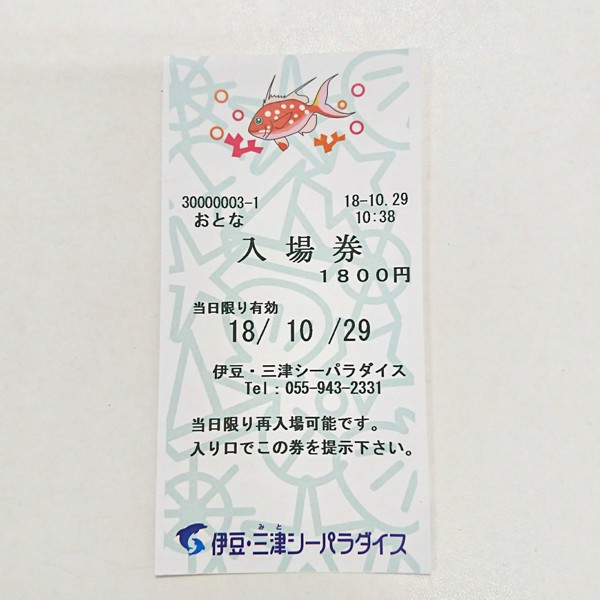 30000003-1 18-10.29
おとな 10:38
入場券
1800円
当日限り有効
18/ 10 /29
伊豆・三津シーパラダイス
Tel:055-943-2331
当日限り再入場可能です。
入り口でこの券を提示下さい。
みと
伊豆・三津シーパラダイス